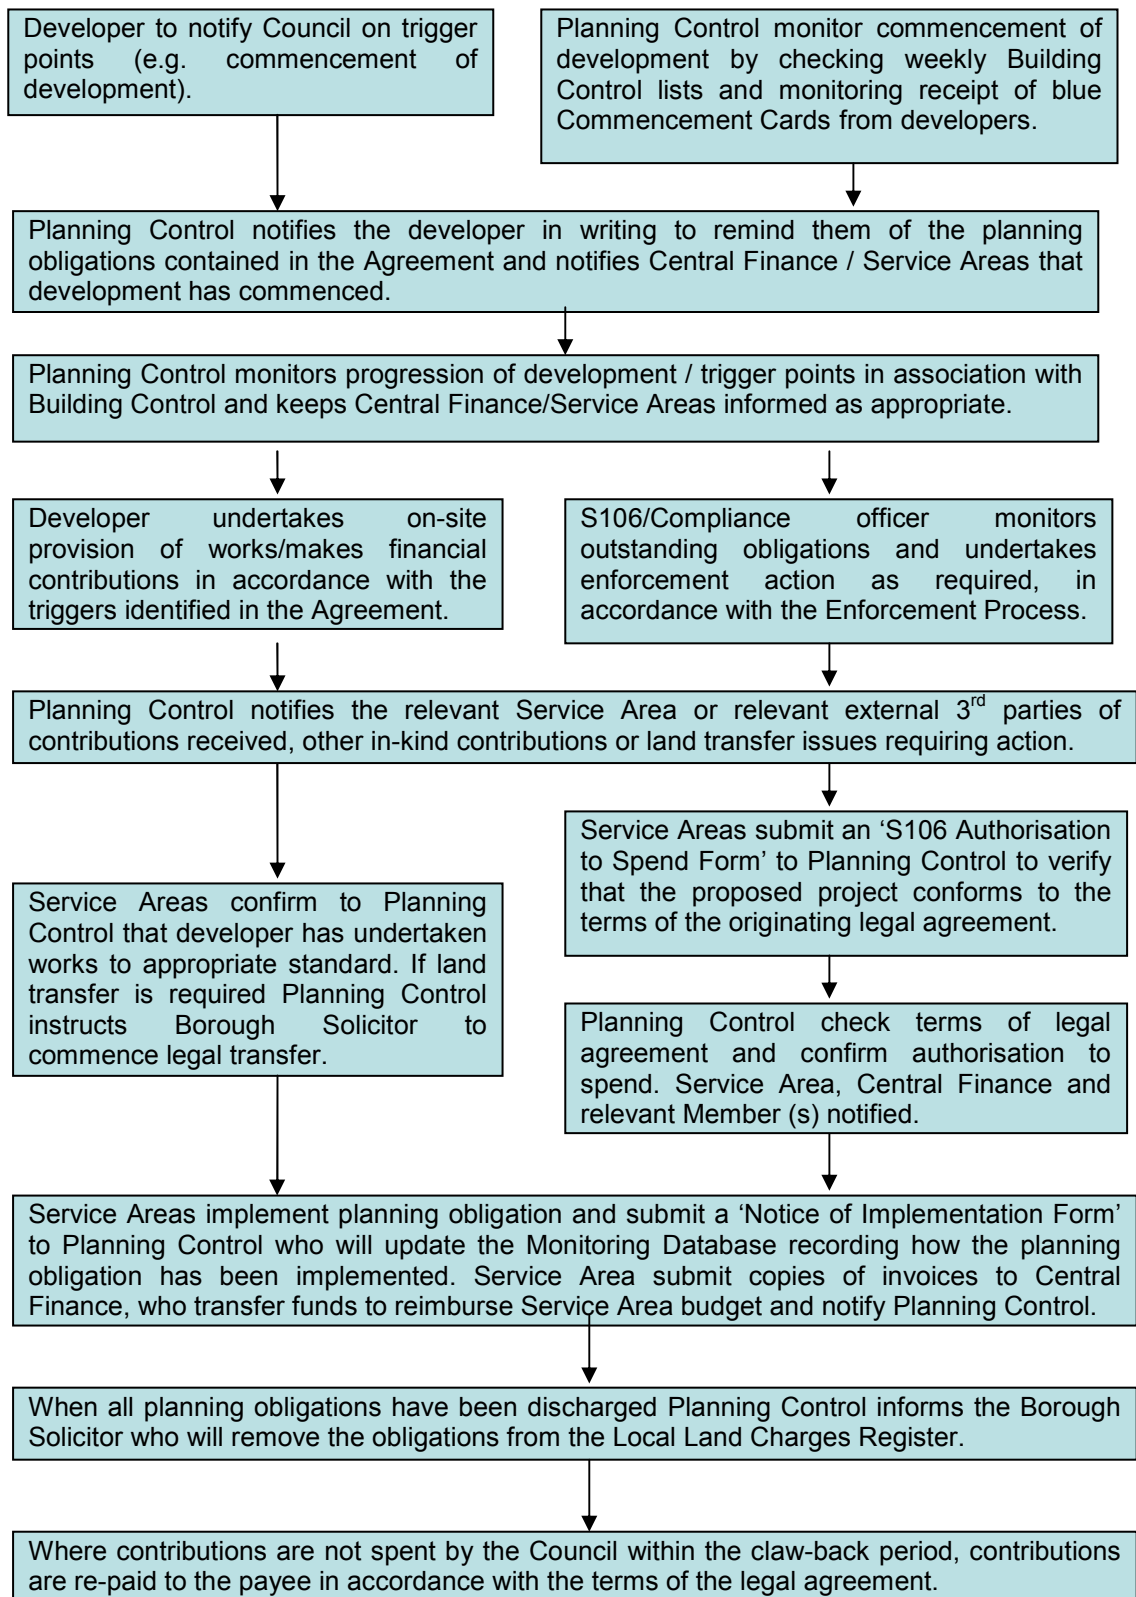 Developer to notify Council on trigger
points (e.g. commencement of
development).
Planning Control monitor commencement of
development by checking weekly Building
Control lists and monitoring receipt of blue
Commencement Cards from developers.
Planning Control notifies the developer in writing to remind them of the planning
obligations contained in the Agreement and notifies Central Finance / Service Areas that
development has commenced.
Planning Control monitors progression of development / trigger points in association with
Building Control and keeps Central Finance/Service Areas informed as appropriate.
Developer undertakes on-site
provision of works/makes financial
contributions in accordance with the
triggers identified in the Agreement.
S106/Compliance officer monitors
outstanding obligations and undertakes
enforcement action as required, in
accordance with the Enforcement Process.
Planning Control notifies the relevant Service Area or relevant external 3rd parties of
contributions received, other in-kind contributions or land transfer issues requiring action.
Service Areas confirm to Planning
Control that developer has undertaken
works to appropriate standard. If land
transfer is required Planning Control
instructs Borough Solicitor to
commence legal transfer.
Service Areas submit an ‘S106 Authorisation
to Spend Form’ to Planning Control to verify
that the proposed project conforms to the
terms of the originating legal agreement.
Planning Control check terms of legal
agreement and confirm authorisation to
spend. Service Area, Central Finance and
relevant Member (s) notified.
Service Areas implement planning obligation and submit a ‘Notice of Implementation Form’
to Planning Control who will update the Monitoring Database recording how the planning
obligation has been implemented. Service Area submit copies of invoices to Central
Finance, who transfer funds to reimburse Service Area budget and notify Planning Control.
When all planning obligations have been discharged Planning Control informs the Borough
Solicitor who will remove the obligations from the Local Land Charges Register.
Where contributions are not spent by the Council within the claw-back period, contributions
are re-paid to the payee in accordance with the terms of the legal agreement.